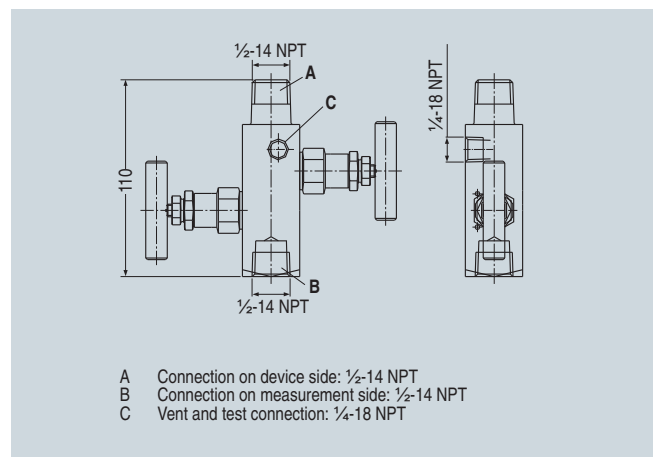 ½-14 NPT
A
C
¼-18 NPT
110
B
½-14 NPT
A Connection on device side: ½-14 NPT
B Connection on measurement side: ½-14 NPT
C Vent and test connection: ¼-18 NPT